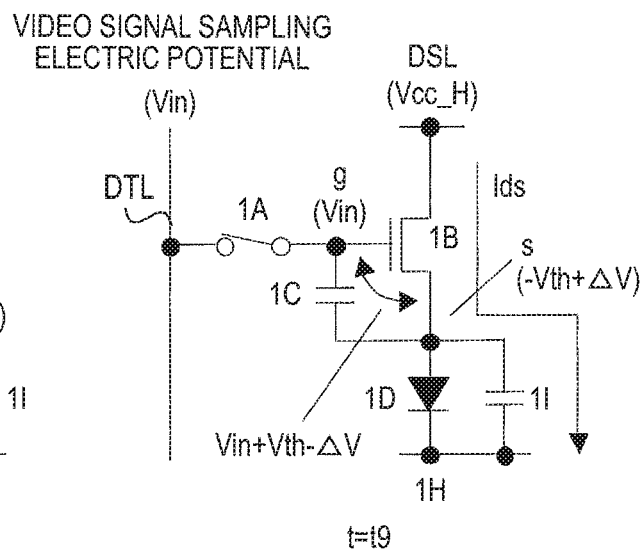 VIDEO SIGNAL SAMPLING
ELECTRIC POTENTIAL
(Vin)
DSL
(Vcc_H)
DTL
1A
g
(Vin)
1B
Ids
s
(-Vth+△V)
1C
)
1I
1D
1I
Vin+Vth-△V
1H
t=t9